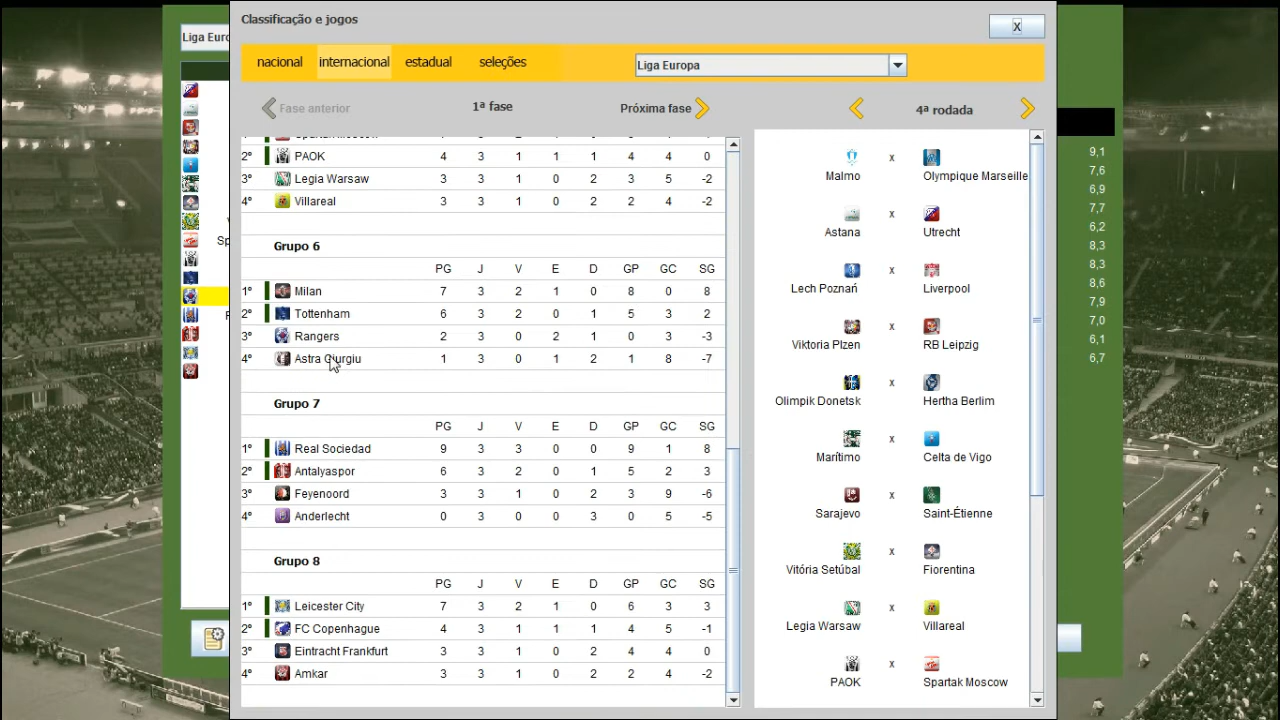 Classificação e jogos
X
Liga Euro
nacional internacional estadual seleções Liga Europa
Fase anterior 1ª fase Próxima fase 4ª rodada
2º PAOK 4 3 1 1 1 4 4 0
3º Legia Warsaw 3 3 1 0 2 3 5 -2
4º Villareal 3 3 1 0 2 2 4 -2
Grupo 6
PG J V E D GP GC SG
1º Milan 7 3 2 1 0 8 0 8
2º Tottenham 6 3 2 0 1 5 3 2
3º Rangers 2 3 0 2 1 0 3 -3
4º Astra Giurgiu 1 3 0 1 2 1 8 -7
Grupo 7
PG J V E D GP GC SG
1º Real Sociedad 9 3 3 0 0 9 1 8
2º Antalyaspor 6 3 2 0 1 5 2 3
3º Feyenoord 3 3 1 0 2 3 9 -6
4º Anderlecht 0 3 0 0 3 0 5 -5
Grupo 8
PG J V E D GP GC SG
1º Leicester City 7 3 2 1 0 6 3 3
2º FC Copenhague 4 3 1 1 1 4 5 -1
3º Eintracht Frankfurt 3 3 1 0 2 4 4 0
4º Amkar 3 3 1 0 2 2 4 -2
x
Malmo Olympique Marseille
x
Astana Utrecht
x
Lech Poznań Liverpool
x
Viktoria Plzen RB Leipzig
x
Olimpik Donetsk Hertha Berlim
x
Marítimo Celta de Vigo
x
Sarajevo Saint-Étienne
x
Vitória Setúbal Fiorentina
x
Legia Warsaw Villareal
x
PAOK Spartak Moscow
9,1
7,6
6,9
7,7
6,2
8,3
8,3
8,6
7,9
7,0
6,1
6,7